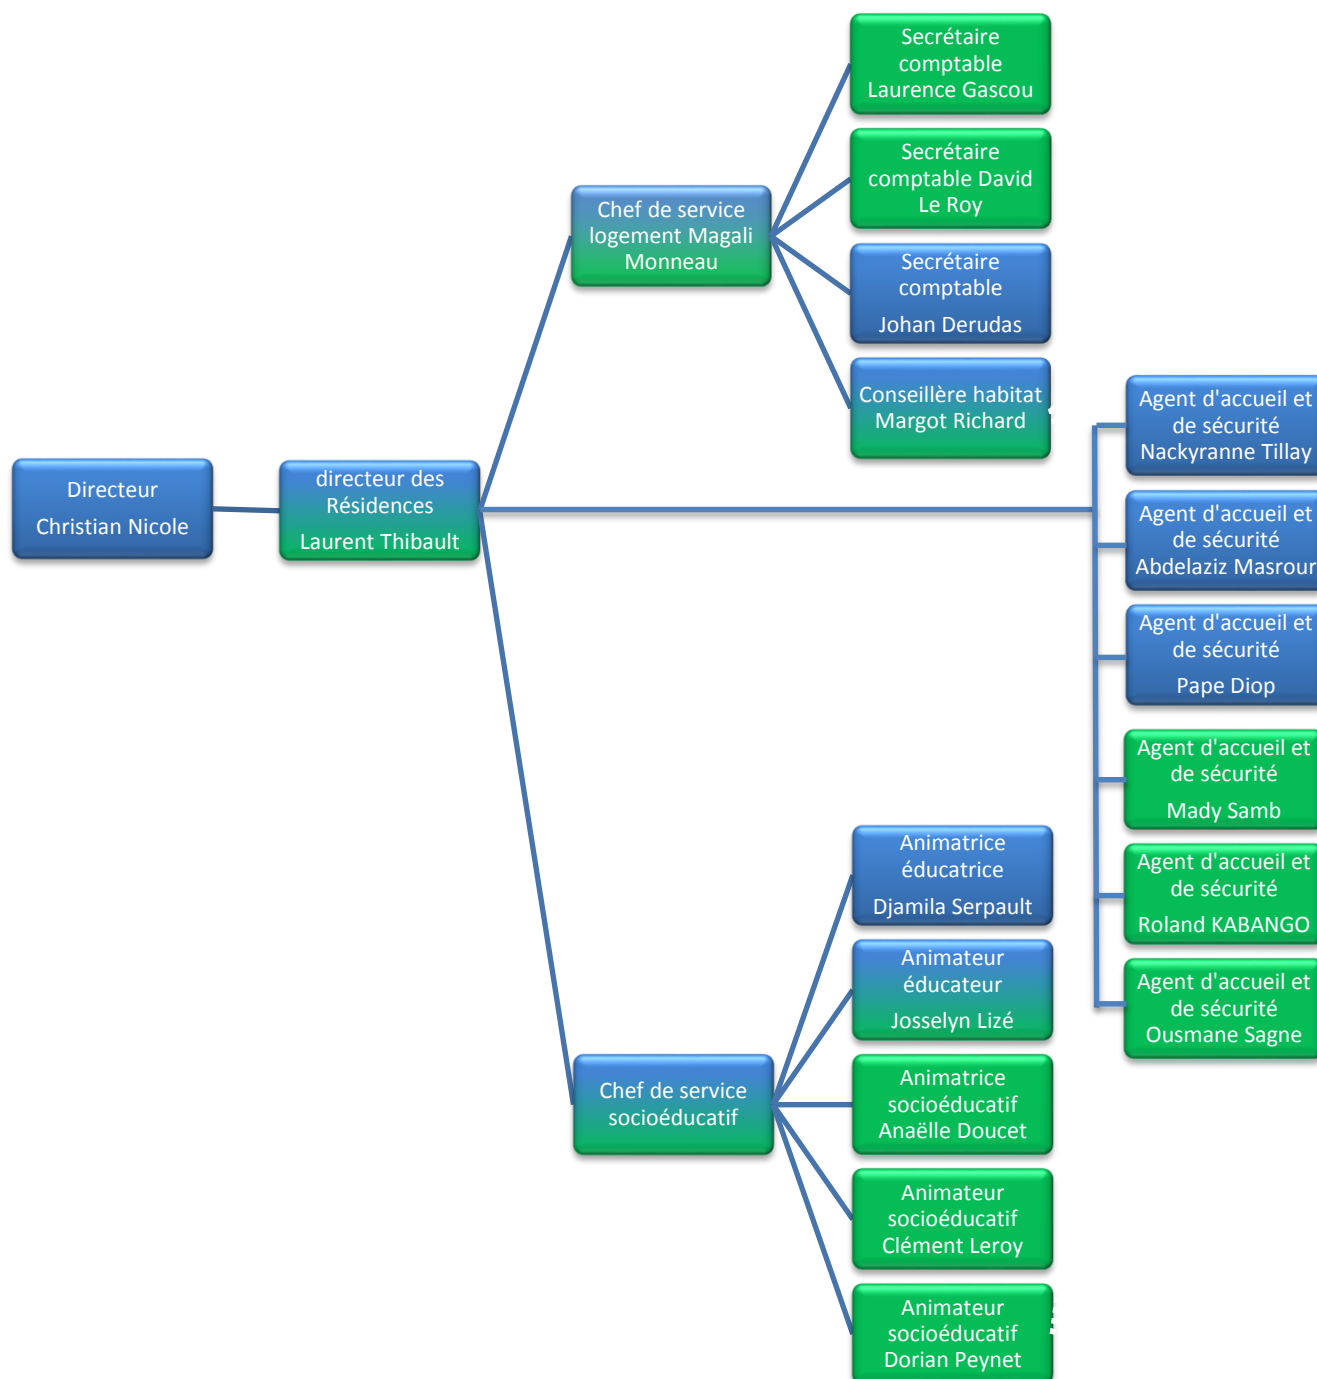 Secrétaire
comptable
Laurence Gascou
Secrétaire
comptable David
Le Roy
Chef de service
logement Magali
Monneau
Secrétaire
comptable
Johan Derudas
Conseillère habitat
Margot Richard
Agent d'accueil et
de sécurité
Nackyranne Tillay
Directeur
Christian Nicole
directeur des
Résidences
Laurent Thibault
Agent d'accueil et
de sécurité
Abdelaziz Masrour
Agent d'accueil et
de sécurité
Pape Diop
Agent d'accueil et
de sécurité
Mady Samb
Agent d'accueil et
de sécurité
Roland KABANGO
Agent d'accueil et
de sécurité
Ousmane Sagne
Animatrice
éducatrice
Djamila Serpault
Animateur
éducateur
Josselyn Lizé
Chef de service
socioéducatif
Animatrice
socioéducatif
Anaëlle Doucet
Animateur
socioéducatif
Clément Leroy
Animateur
socioéducatif
Dorian Peynet